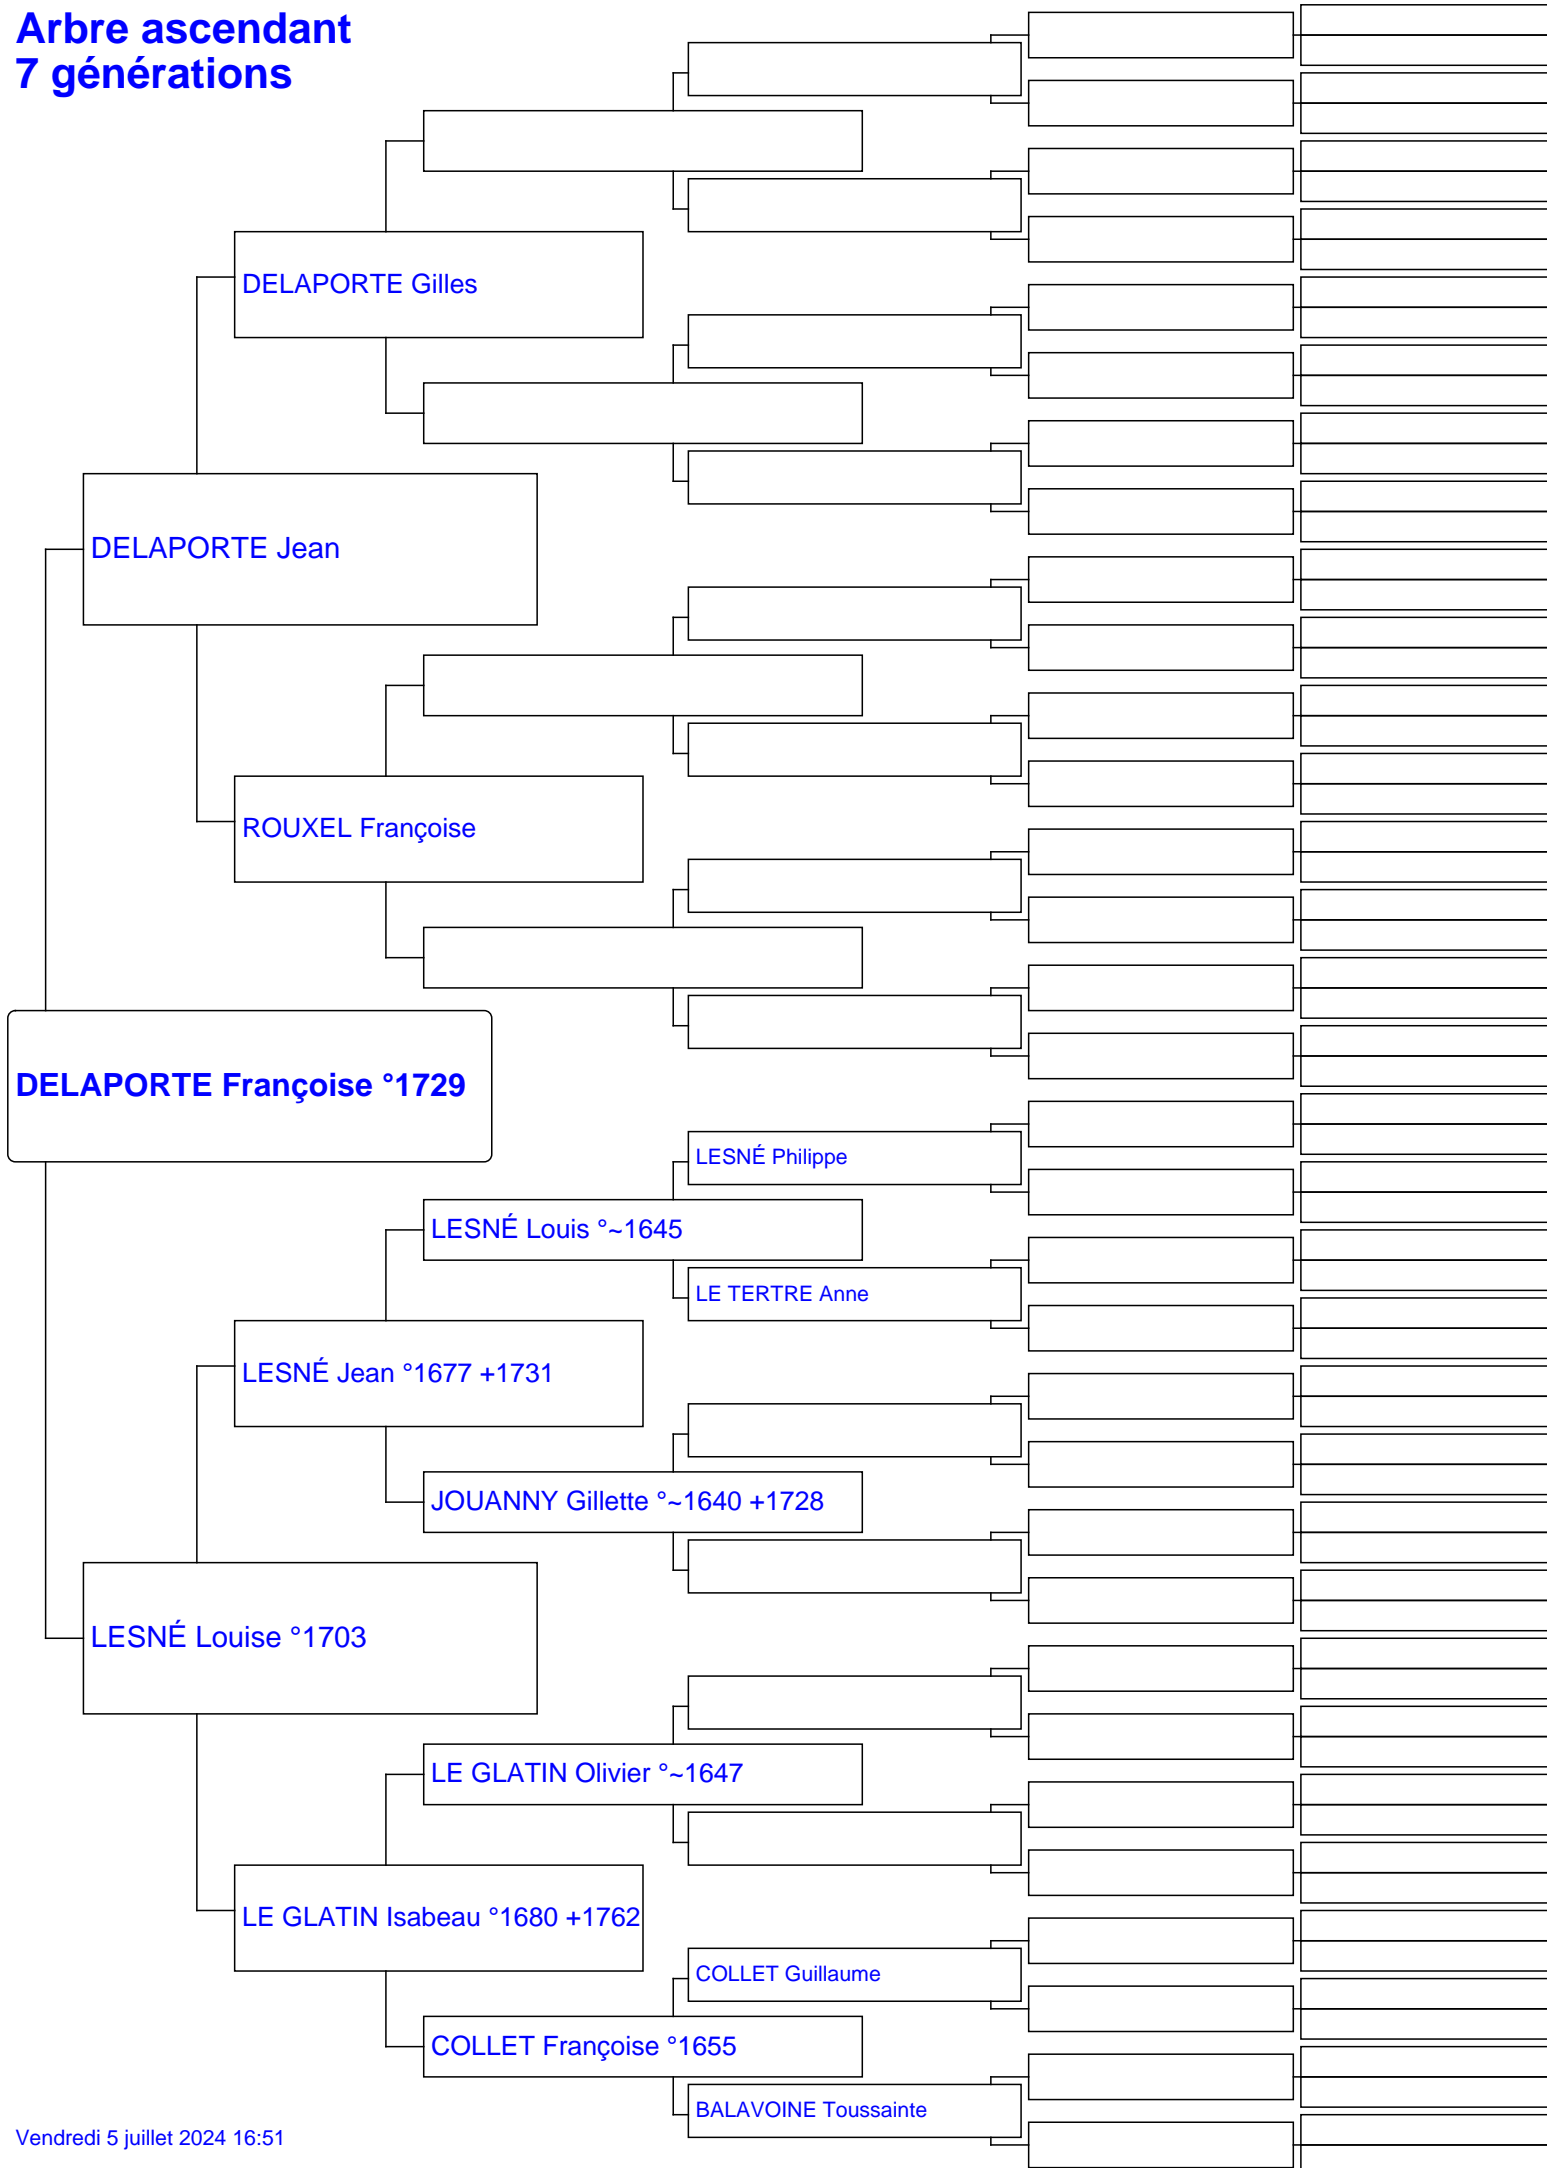 Arbre ascendant
7 générations
DELAPORTE Gilles
DELAPORTE Jean
ROUXEL Françoise
DELAPORTE Françoise °1729
LESNÉ Philippe
LESNÉ Louis °~1645
LE TERTRE Anne
LESNÉ Jean °1677 +1731
JOUANNY Gillette °~1640 +1728
LESNÉ Louise °1703
LE GLATIN Olivier °~1647
LE GLATIN Isabeau °1680 +1762
COLLET Guillaume
COLLET Françoise °1655
BALAVOINE Toussainte
Vendredi 5 juillet 2024 16:51